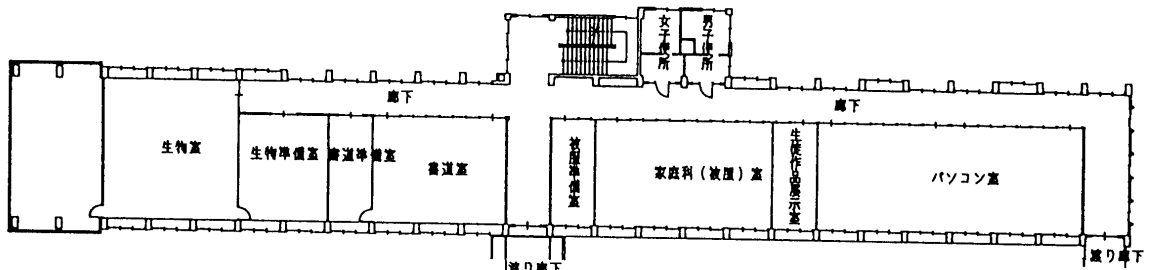 女子便所
男子便所
廊下
廊下
生物室
生物準備室
書道準備室
書道室
被服準備室
家庭科(被服)室
生徒作品展示室
パソコン室
渡り廊下
渡り廊下